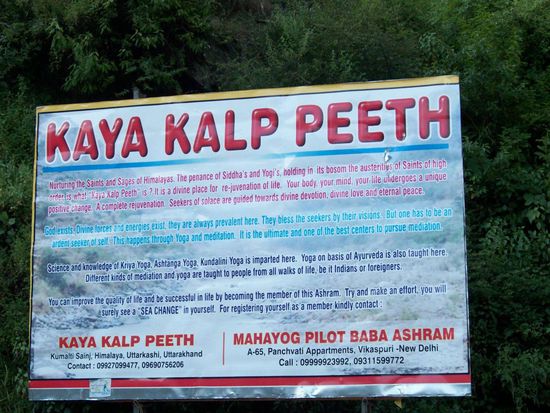 KAYA KALP PEETH
Nurturing the Saints and Sages of Himalayas. The penance of Siddha's and Yogi's, holding in its bosom the austerities of Saints of high
order is what "Kaya Kalp Peeth" is ? It is a divine place for re-juvenation of life. Your body, your mind, your life undergoes a unique
positive change. A complete rejuvenation. Seekers of solace are guided towards divine devotion, divine love and eternal peace.
God exists. Divine forces and energies exist, they are always prevalent here. They bless the seekers by their visions. But one has to be an
ardent seeker of self. This happens through Yoga and meditation. It is the ultimate and one of the best centers to pursue mediation.
Science and knowledge of Kriya Yoga, Ashtanga Yoga, Kundalini Yoga is imparted here. Yoga on basis of Ayurveda is also taught here.
Different kinds of mediation and yoga are taught to people from all walks of life, be it Indians or foreigners.
You can improve the quality of life and be successful in life by becoming the member of this Ashram. Try and make an effort, you will
surely see a "SEA CHANGE" in yourself. For registering yourself as a member kindly contact :
KAYA KALP PEETH
Kumalti Sainj, Himalaya, Uttarkashi, Uttarakhand
Contact : 09927099477, 09690756206
MAHAYOG PILOT BABA ASHRAM
A-65, Panchvati Appartments, Vikaspuri -New Delhi
Call : 09999923992, 09311599772